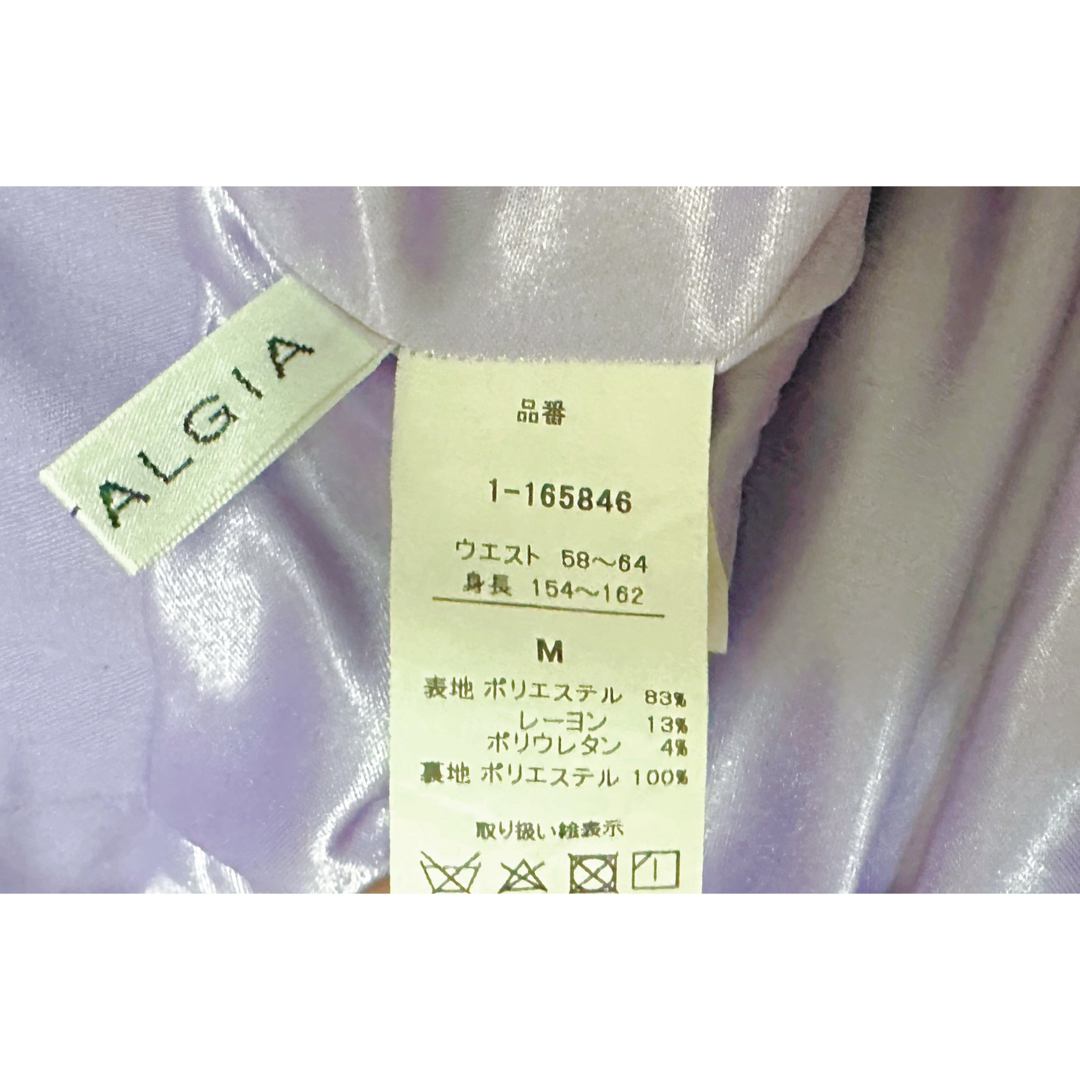 ALGIA
品番
1-165846
ウエスト 58〜64
身長 154〜162
M
表地 ポリエステル 83%
レーヨン 13%
ポリウレタン 4%
裏地 ポリエステル 100%
取り扱い絵表示